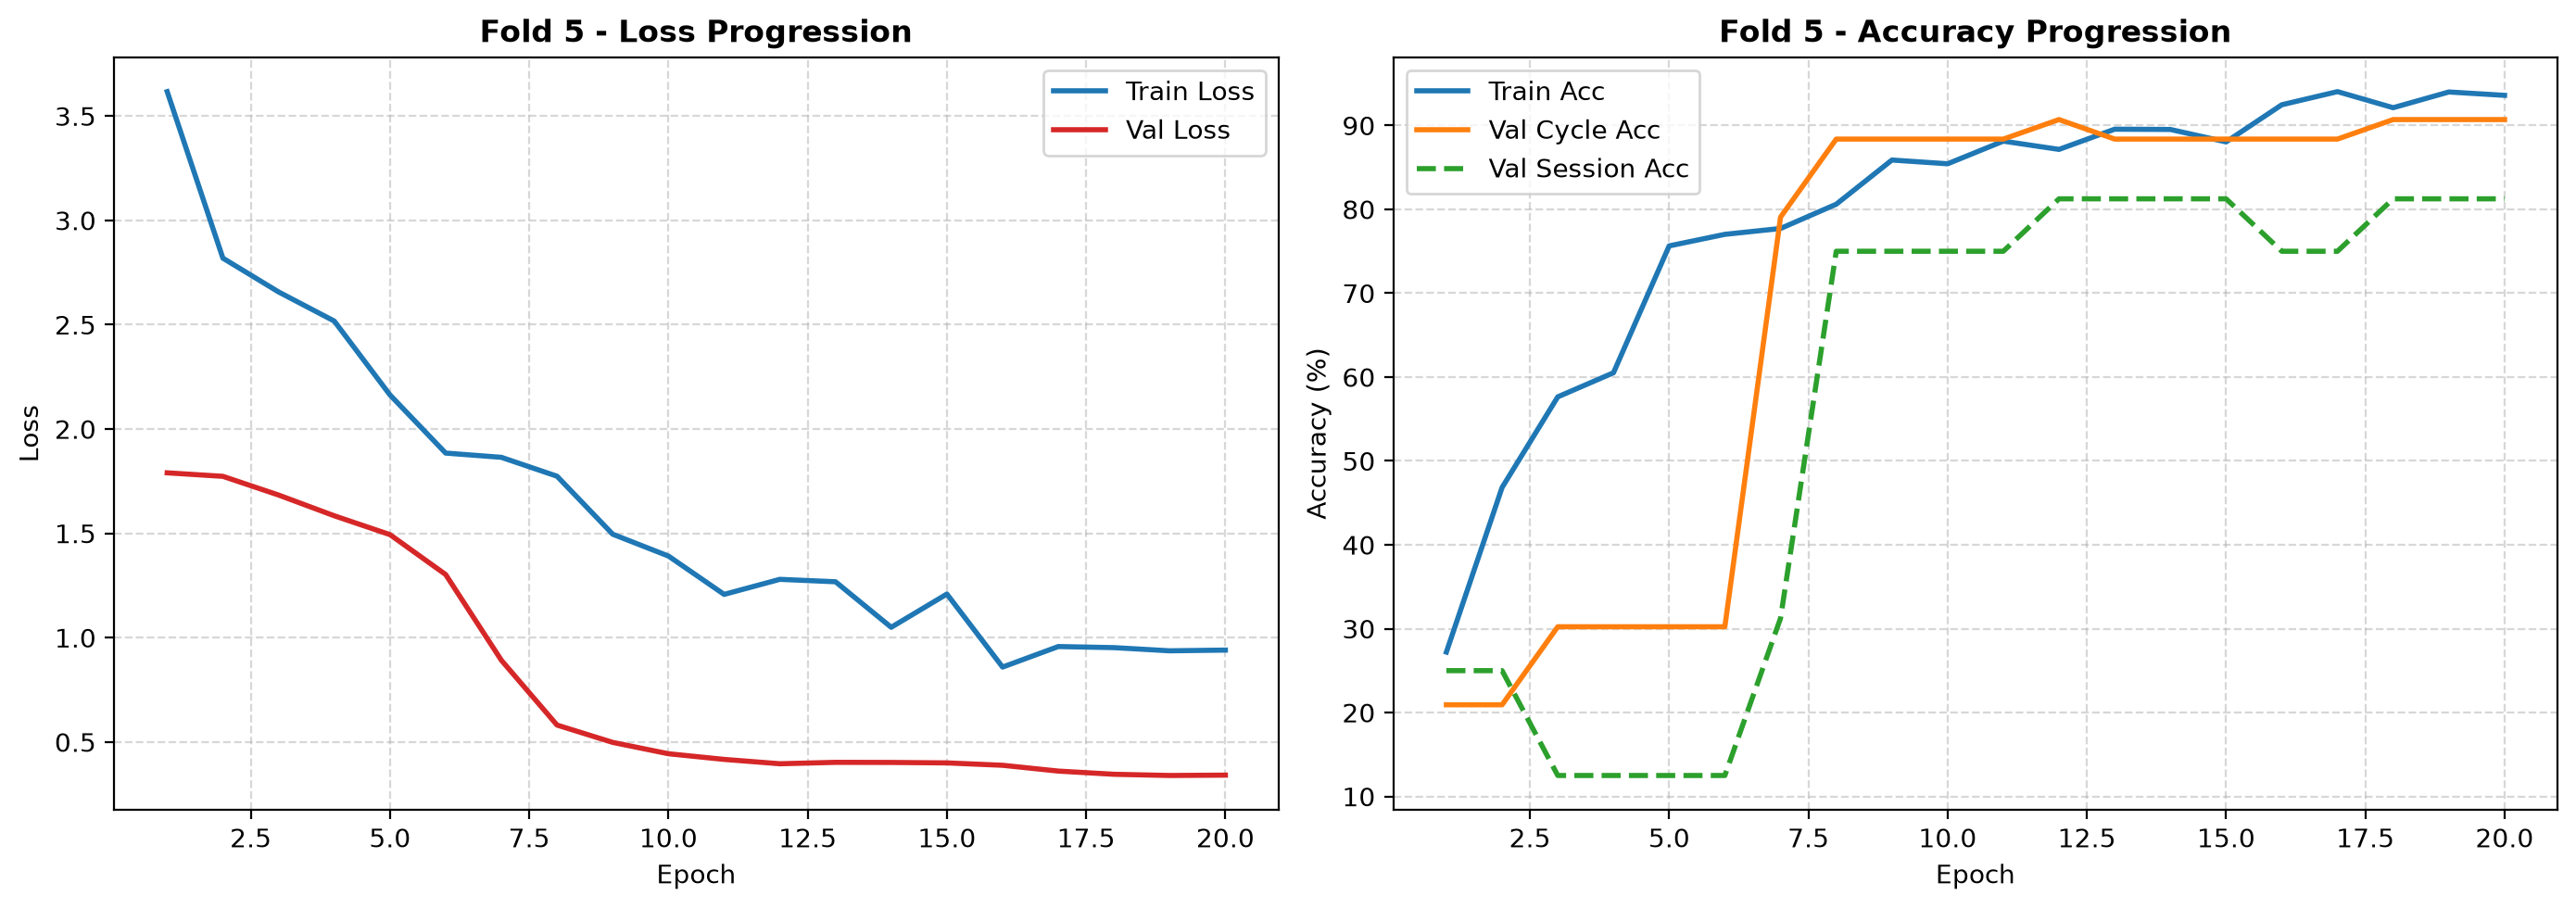 Fold 5 - Loss Progression
Train Loss
Val Loss
3.5
3.0
2.5
2.0
1.5
1.0
0.5
Loss
2.5 5.0 7.5 10.0 12.5 15.0 17.5 20.0
Epoch
Fold 5 - Accuracy Progression
Train Acc
Val Cycle Acc
Val Session Acc
90
80
70
60
50
40
30
20
10
Accuracy (%)
2.5 5.0 7.5 10.0 12.5 15.0 17.5 20.0
Epoch